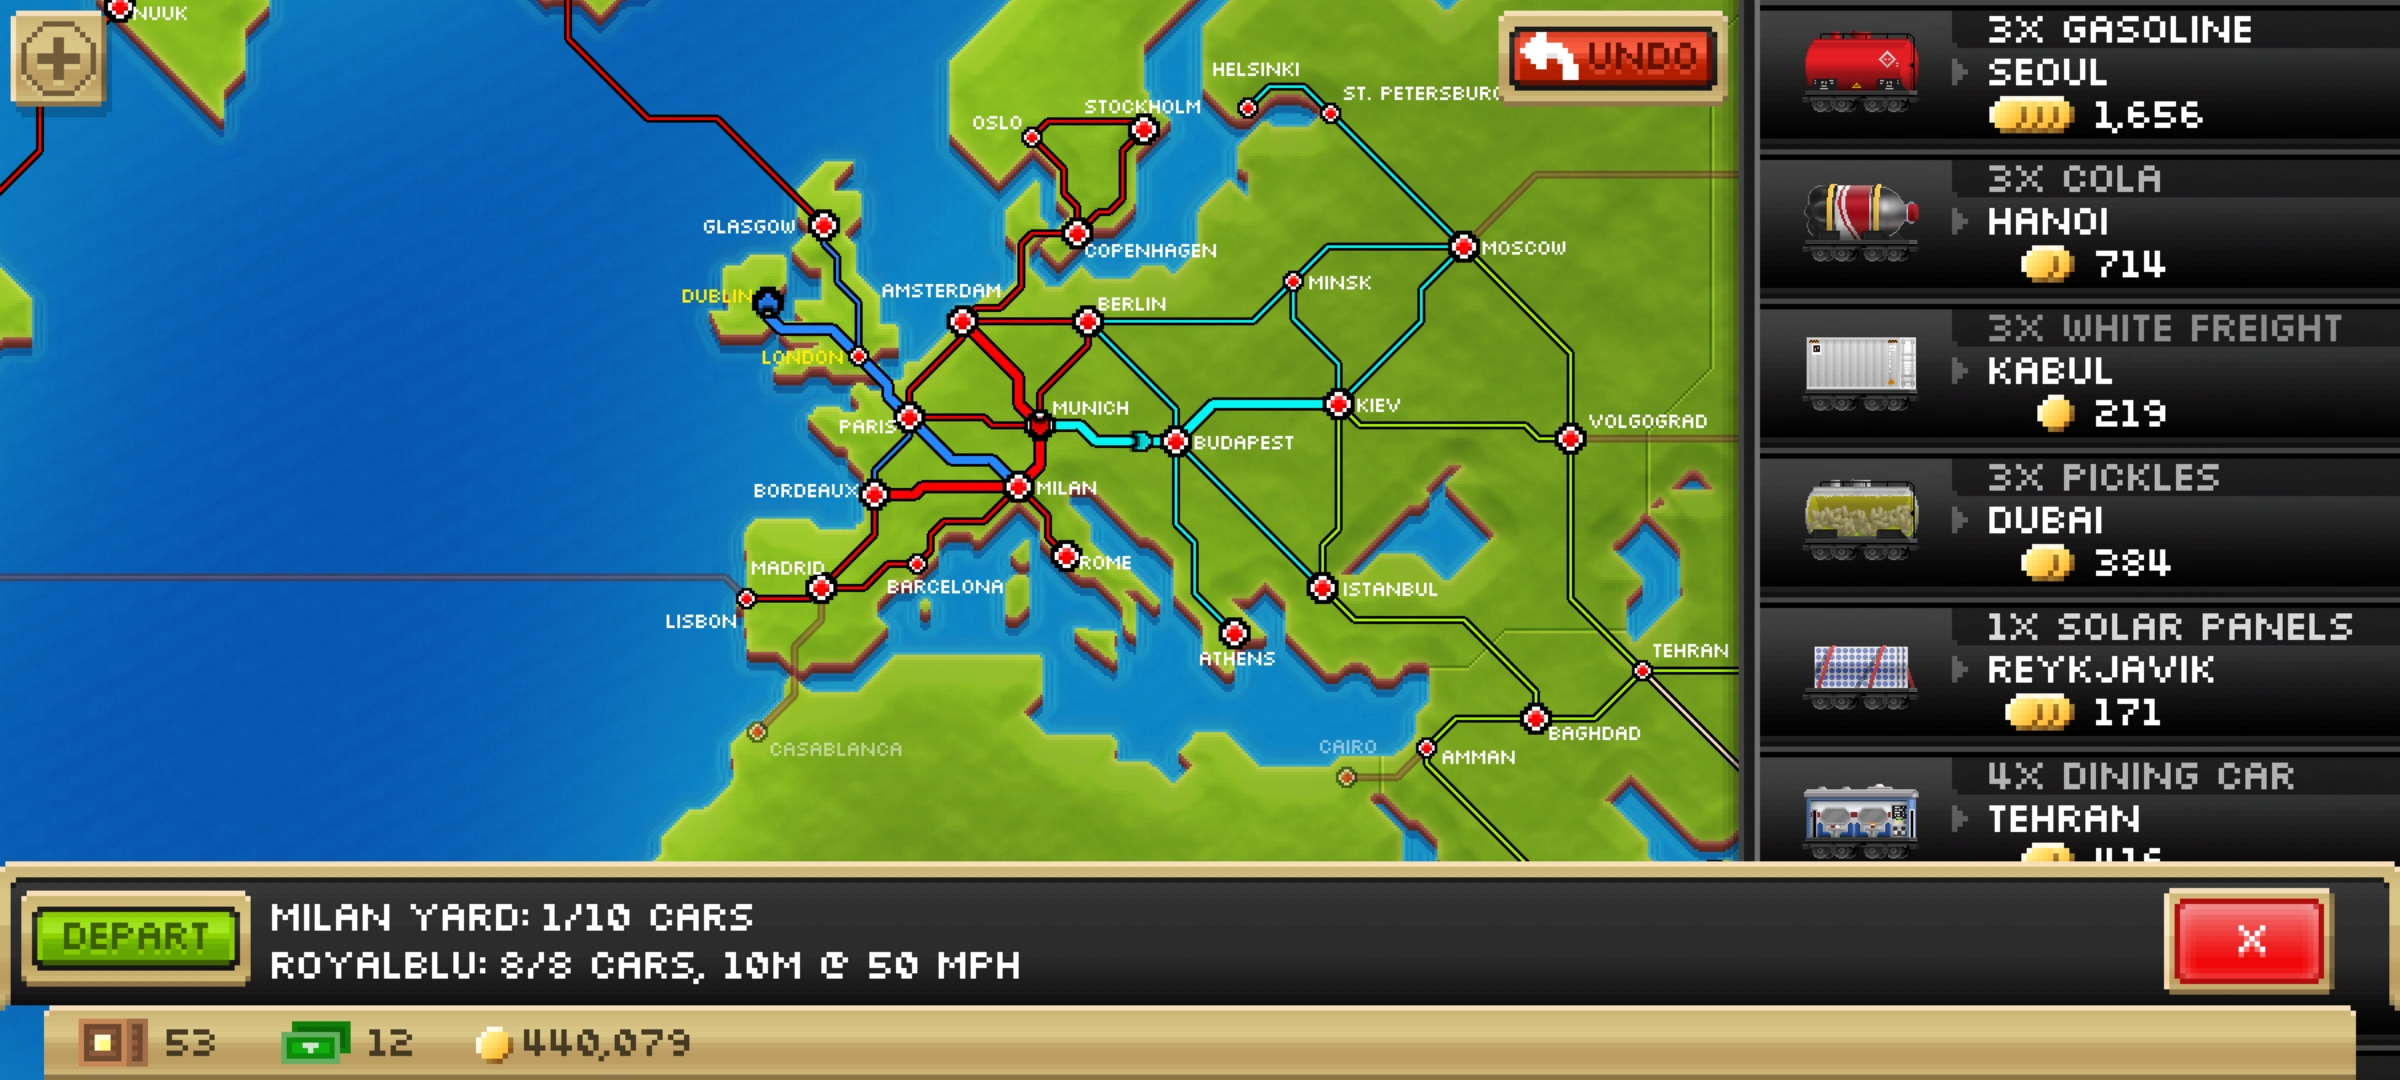 NUUK
UNDO
HELSINKI
ST. PETERSBURG
STOCKHOLM
OSLO
GLASGOW
COPENHAGEN
MOSCOW
MINSK
AMSTERDAM
BERLIN
DUBLIN
LONDON
MUNICH
KIEV
PARIS
BUDAPEST
VOLGOGRAD
BORDEAUX
MILAN
MADRID
ROME
BARCELONA
ISTANBUL
LISBON
ATHENS
TEHRAN
CASABLANCA
CAIRO
BAGHDAD
AMMAN
3X GASOLINE
SEOUL
1,656
3X COLA
HANOI
714
3X WHITE FREIGHT
KABUL
219
3X PICKLES
DUBAI
384
1X SOLAR PANELS
REYKJAVIK
171
4X DINING CAR
TEHRAN
DEPART
MILAN YARD: 1/10 CARS
ROYALBLU: 8/8 CARS, 10M @ 50 MPH
X
53
12
440,079